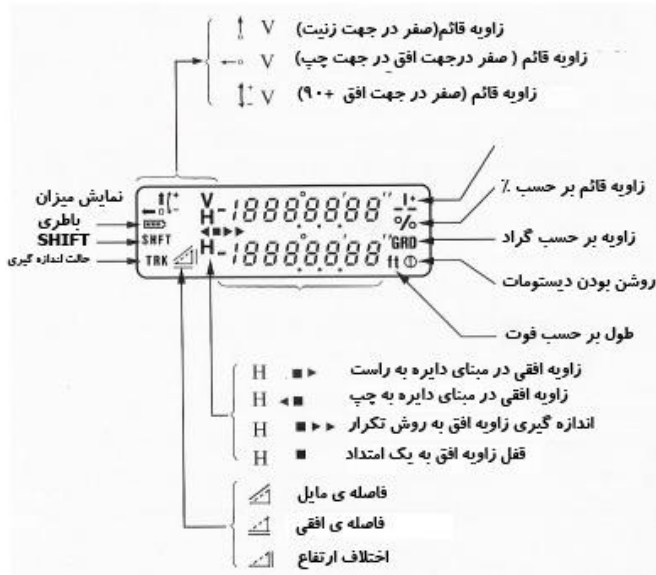 زاویه قائم(صفر در جهت زنیت) V
زاویه قائم ( صفر درجهت افق در جهت چپ) V
زاویه قائم (صفر در جهت افق +۹۰) V
نمایش میزان
باطری
SHIFT
حالت اندازه گیری
V
H -18888888 %
SHFT
H -18888888 GRD
TRK ft
زاویه قائم بر حسب ٪
زاویه بر حسب گراد
روشن بودن دیستومات
طول بر حسب فوت
زاویه افقی در مبنای دایره به راست H
زاویه افقی در مبنای دایره به چپ H
اندازه گیری زاویه افق به روش تکرار H
قفل زاویه افق به یک امتداد H
فاصله ی مایل
فاصله ی افقی
اختلاف ارتفاع